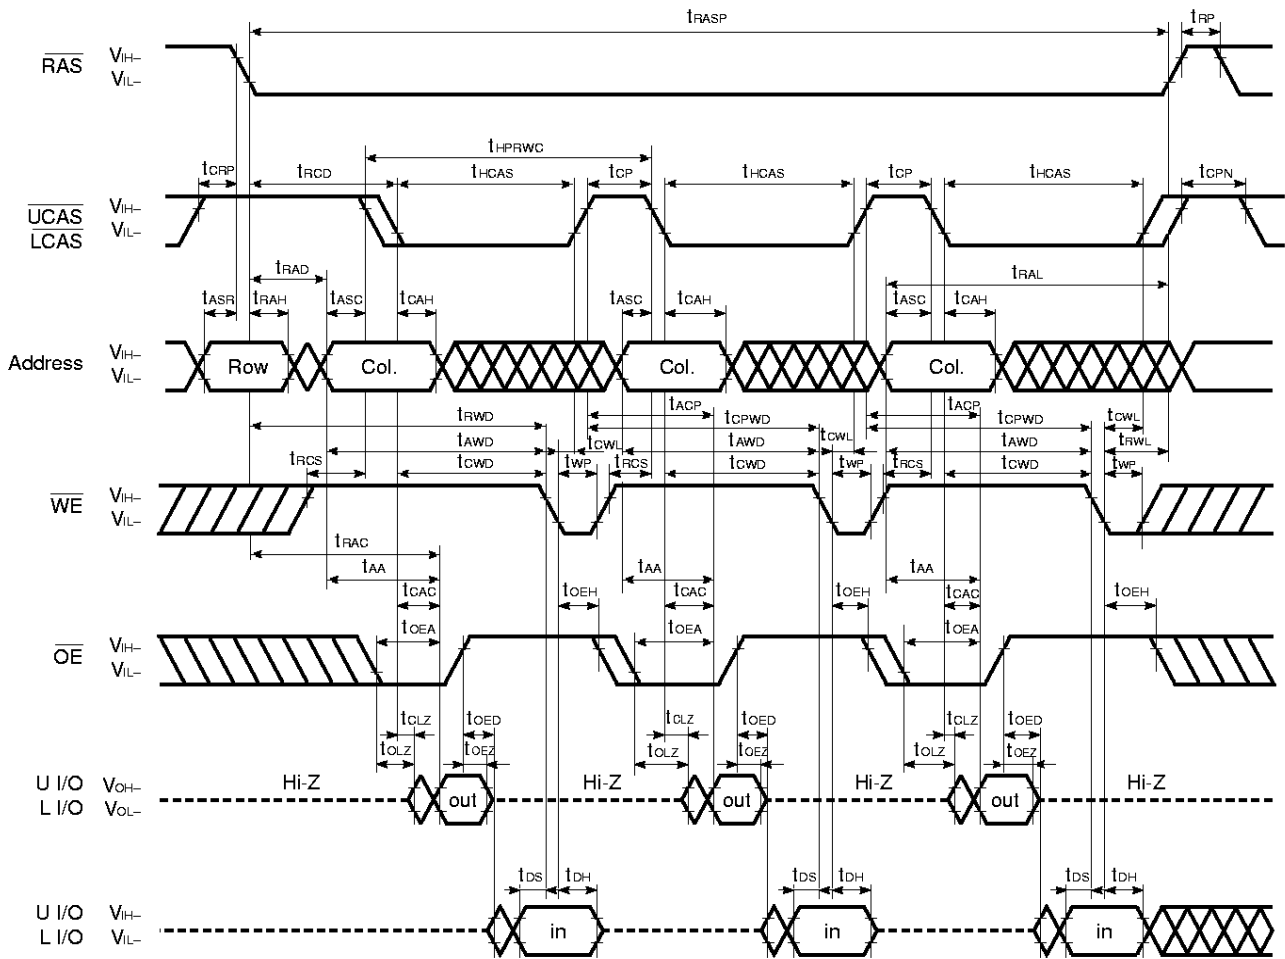 tRASP tRP
RAS VIH–
VIL–
tHPRWC
tCRP tRCD tHCAS tCP tHCAS tCP tHCAS tCPN
UCAS VIH–
LCAS VIL–
tRAD tRAL
tASR tRAH tASC tCAH tASC tCAH tASC tCAH
Address VIH–
VIL–
Row Col. Col. Col.
tACP tACP
tRWD tCPWD tCPWD tCWL
tAWD tCWL tAWD tCWL tAWD tRWL
tRCS tCWD tWP tRCS tCWD tWP tRCS tCWD tWP
WE VIH–
VIL–
tRAC
tAA tAA tAA
tCAC tOEH tCAC tOEH tCAC tOEH
tOEA tOEA tOEA
OE VIH–
VIL–
tCLZ tOED tCLZ tOED tCLZ tOED
tOLZ tOEZ tOLZ tOEZ tOLZ tOEZ
Hi-Z Hi-Z Hi-Z Hi-Z
U I/O VOH–
L I/O VOL–
out out out
tDS tDH tDS tDH tDS tDH
U I/O VIH–
L I/O VIL–
in in in